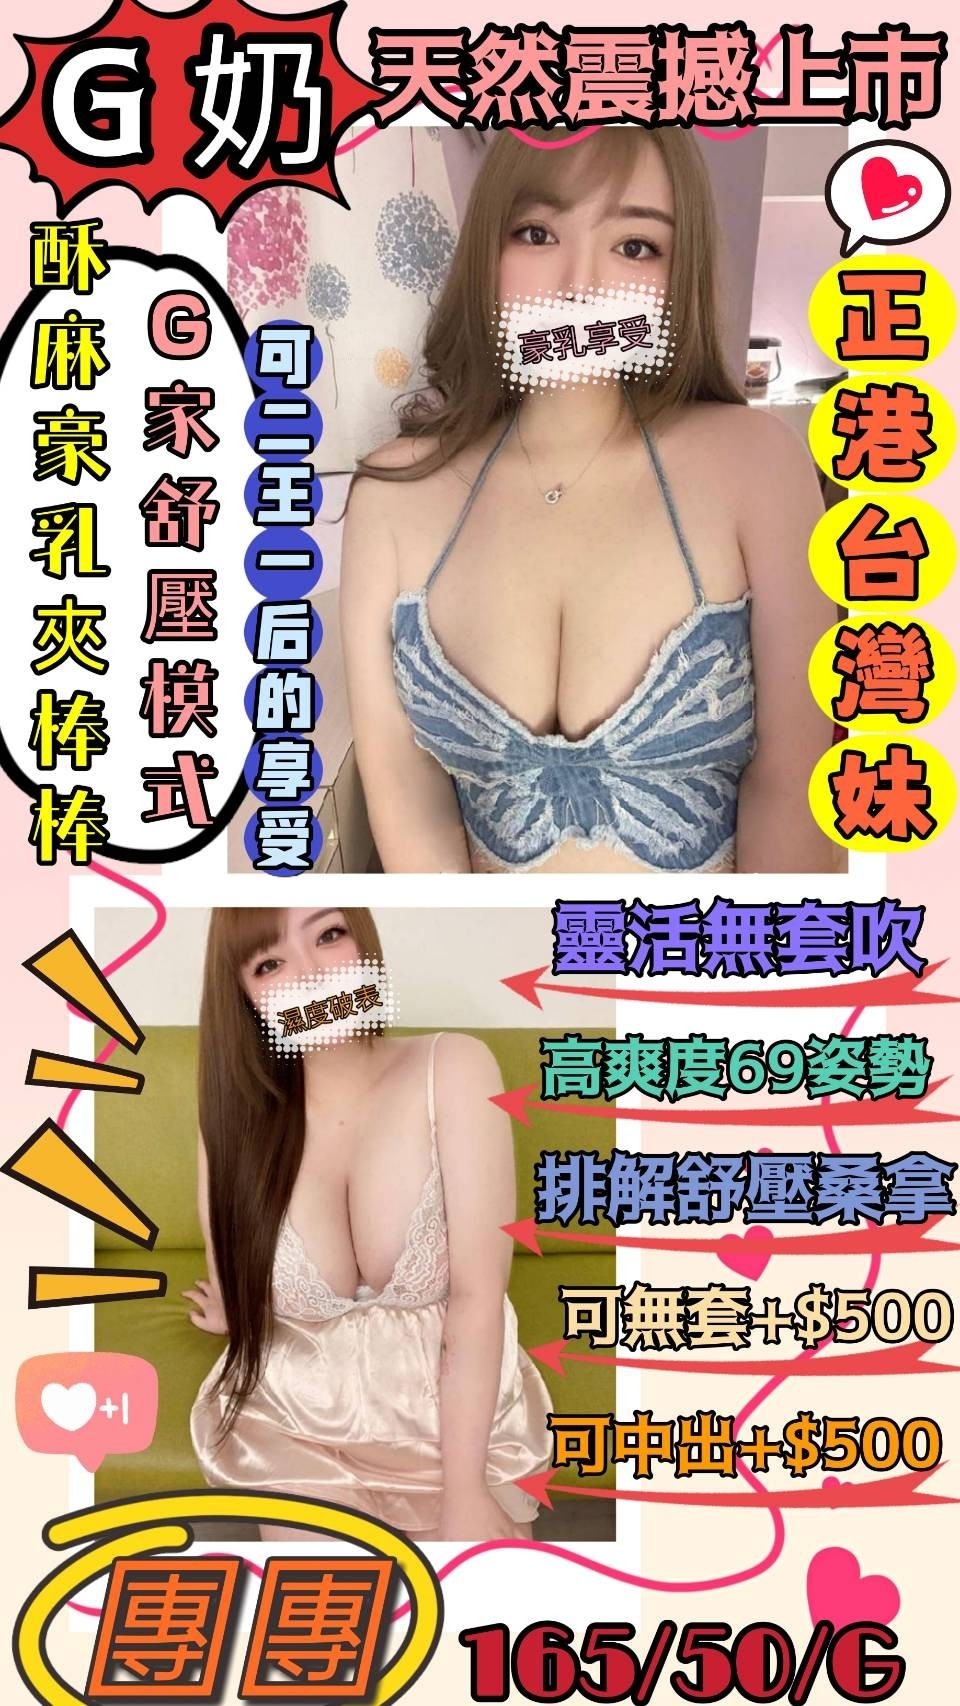 G奶
天然震撼上市
酥麻豪乳夾棒棒
G家舒壓模式
可二王一后的享受
豪乳享受
正港台灣妹
濕度破表
靈活無套吹
高爽度69姿勢
排解舒壓桑拿
可無套+$500
可中出+$500
+1
團團
165/50/G